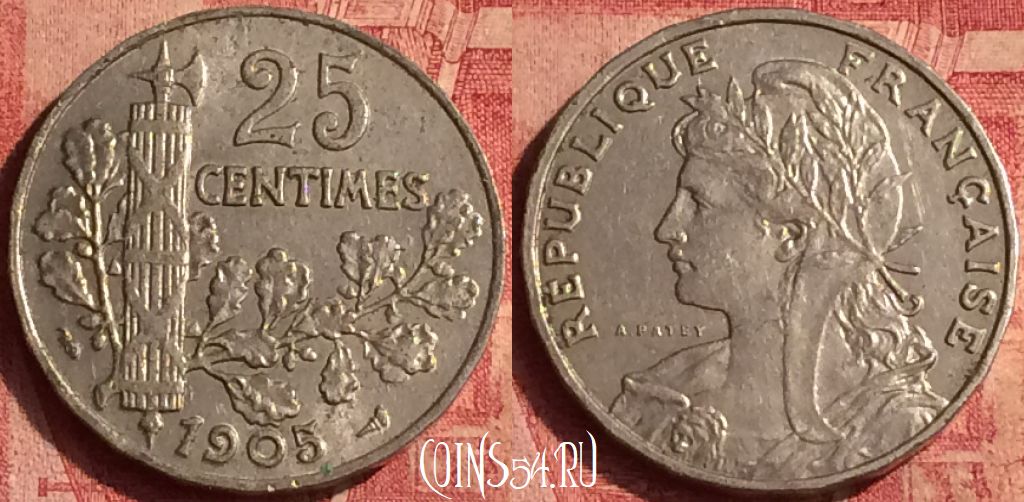 25
CENTIMES
1905
REPUBLIQUE FRANÇAISE
A.PATEY
COINS54.RU